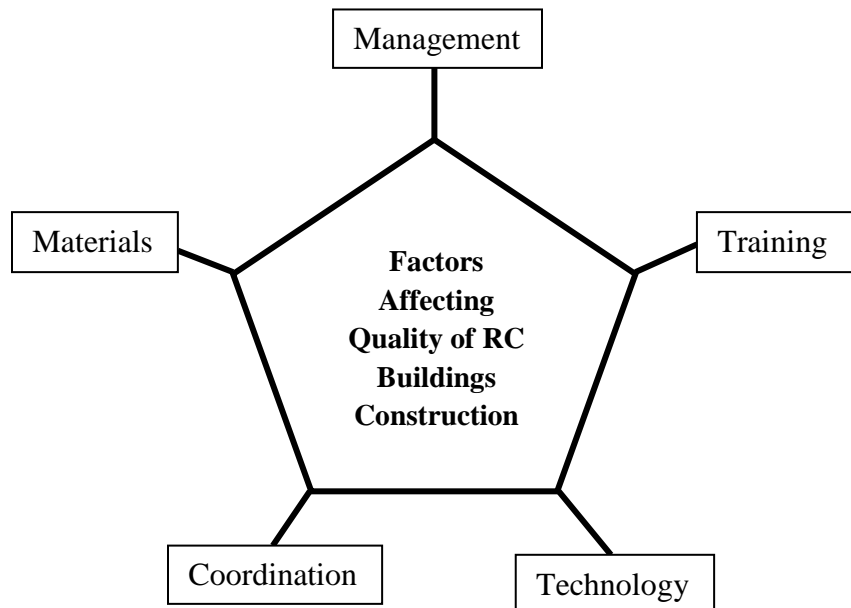 Management
Materials
Training
Factors
Affecting
Quality of RC
Buildings
Construction
Coordination
Technology